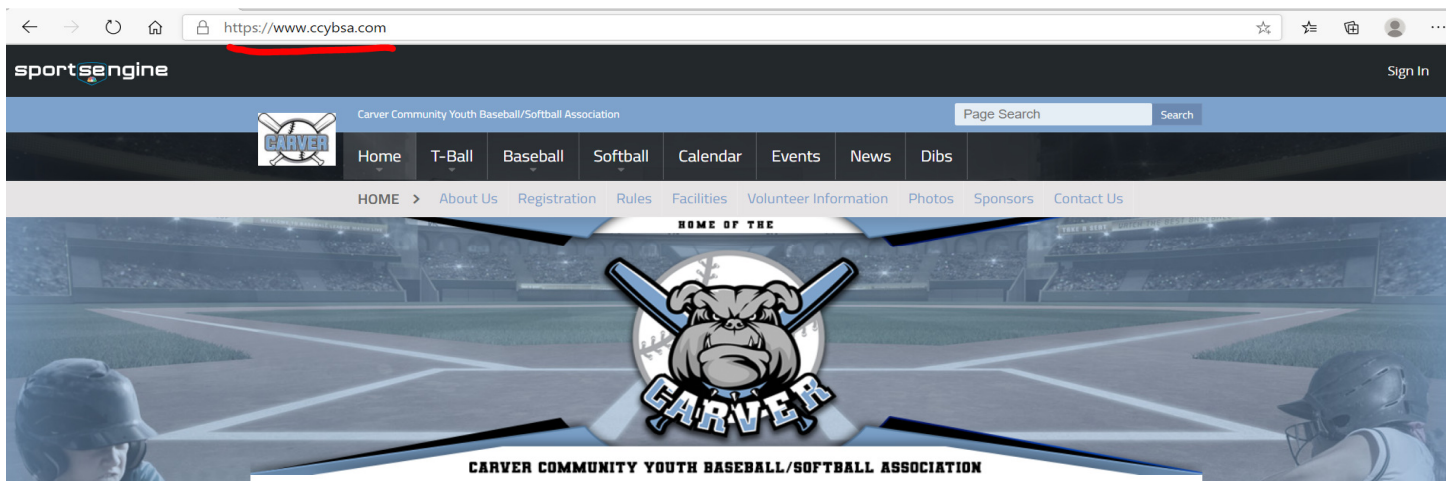 https://www.ccybsa.com
sportsengine
Sign In
Carver Community Youth Baseball/Softball Association
Page Search
Search
CARVER
Home T-Ball Baseball Softball Calendar Events News Dibs
HOME > About Us Registration Rules Facilities Volunteer Information Photos Sponsors Contact Us
HOME OF THE
CARVER
CARVER COMMUNITY YOUTH BASEBALL/SOFTBALL ASSOCIATION